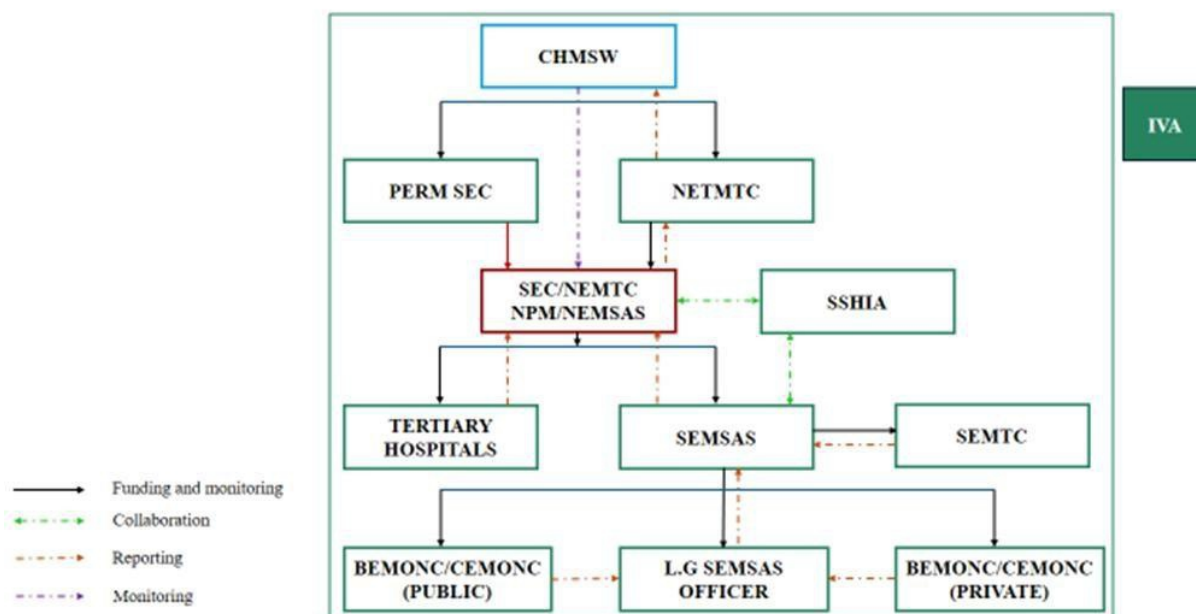 CHMSW
IVA
PERM SEC
NETMTC
SEC/NEMTC
NPM/NEMSAS
SSHIA
TERTIARY
HOSPITALS
SEMSAS
SEMTC
Funding and monitoring
Collaboration
Reporting
Monitoring
BEMONC/CEMONC
(PUBLIC)
L.G SEMSAS
OFFICER
BEMONC/CEMONC
(PRIVATE)